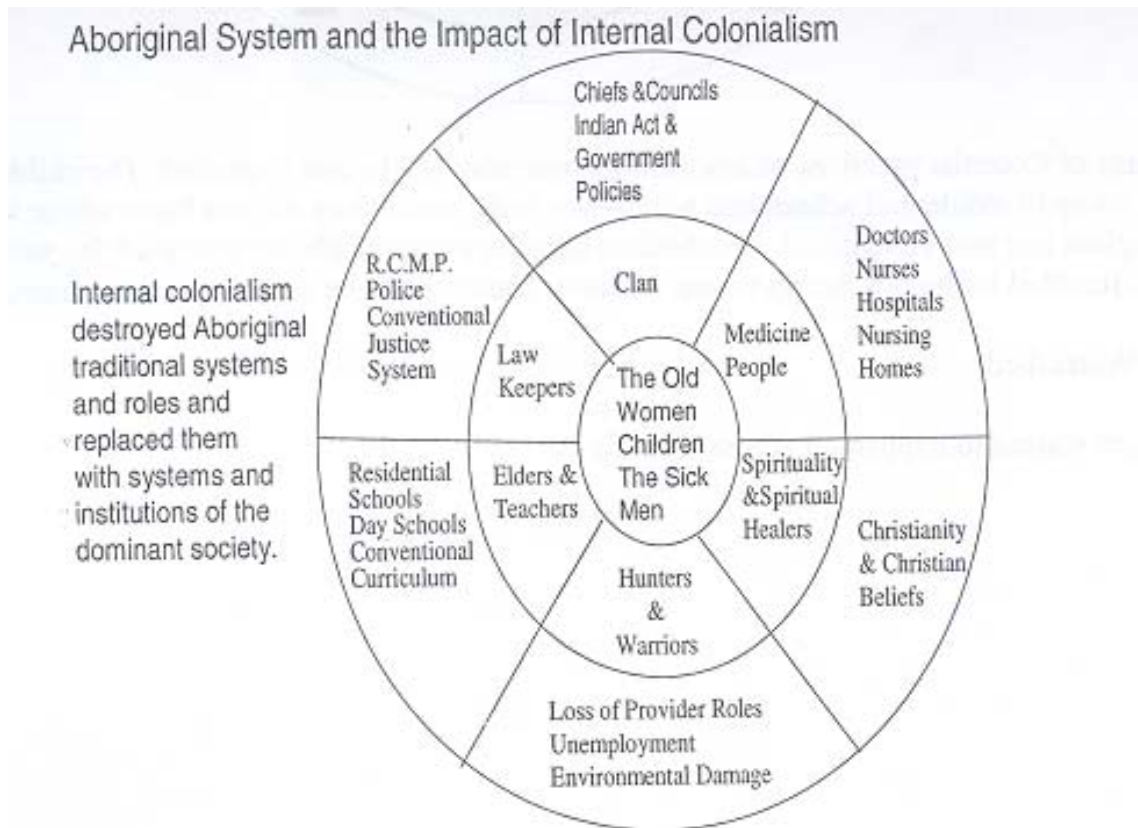 Aboriginal System and the Impact of Internal Colonialism
Chiefs &Councils
Indian Act &
Government
Policies
Doctors
Nurses
Hospitals
Nursing
Homes
R.C.M.P.
Police
Conventional
Justice
System
Internal colonialism
destroyed Aboriginal
traditional systems
and roles and
replaced them
with systems and
institutions of the
dominant society.
Clan
Medicine
People
Law
Keepers
The Old
Women
Children
The Sick
Men
Elders &
Teachers
Spirituality
&Spiritual
Healers
Residential
Schools
Day Schools
Conventional
Curriculum
Christianity
& Christian
Beliefs
Hunters
&
Warriors
Loss of Provider Roles
Unemployment
Environmental Damage